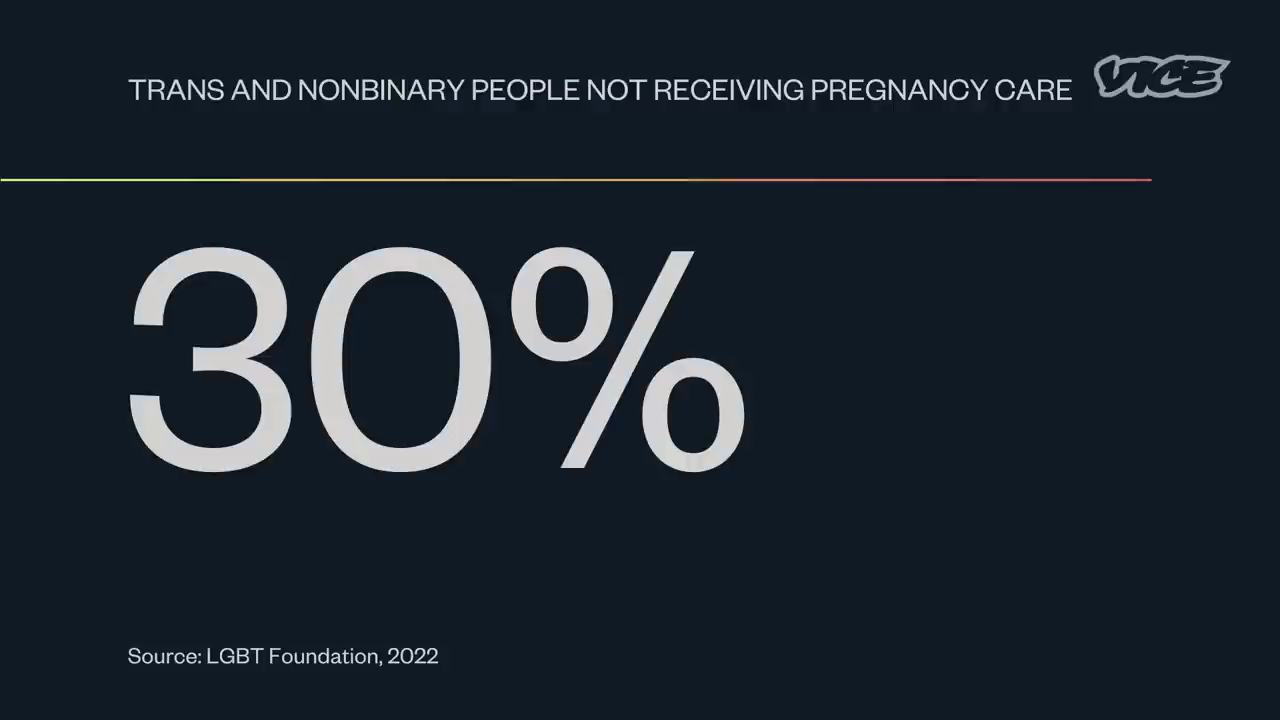 TRANS AND NONBINARY PEOPLE NOT RECEIVING PREGNANCY CARE
VICE
30%
Source: LGBT Foundation, 2022